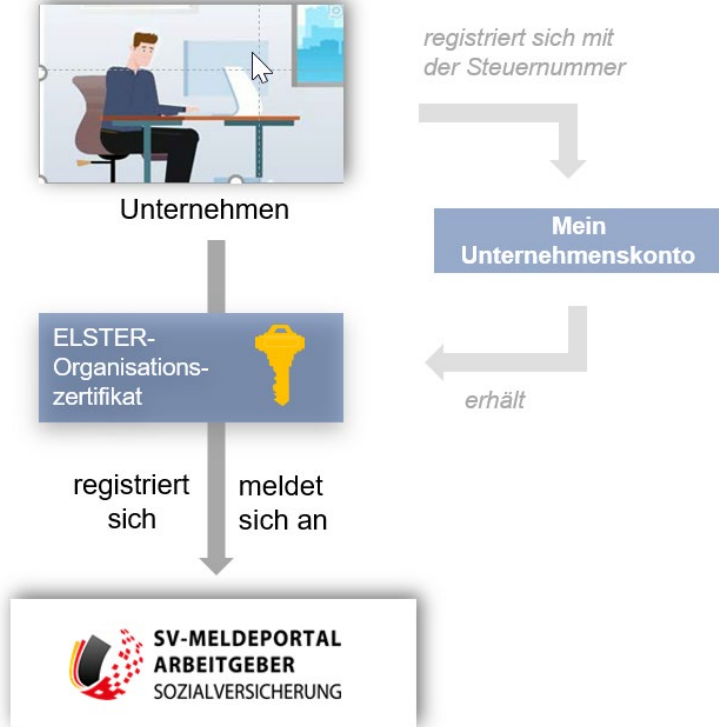 registriert sich mit
der Steuernummer
Unternehmen
Mein
Unternehmenskonto
ELSTER-
Organisations-
zertifikat
erhält
registriert
sich
meldet
sich an
SV-MELDEPORTAL
ARBEITGEBER
SOZIALVERSICHERUNG